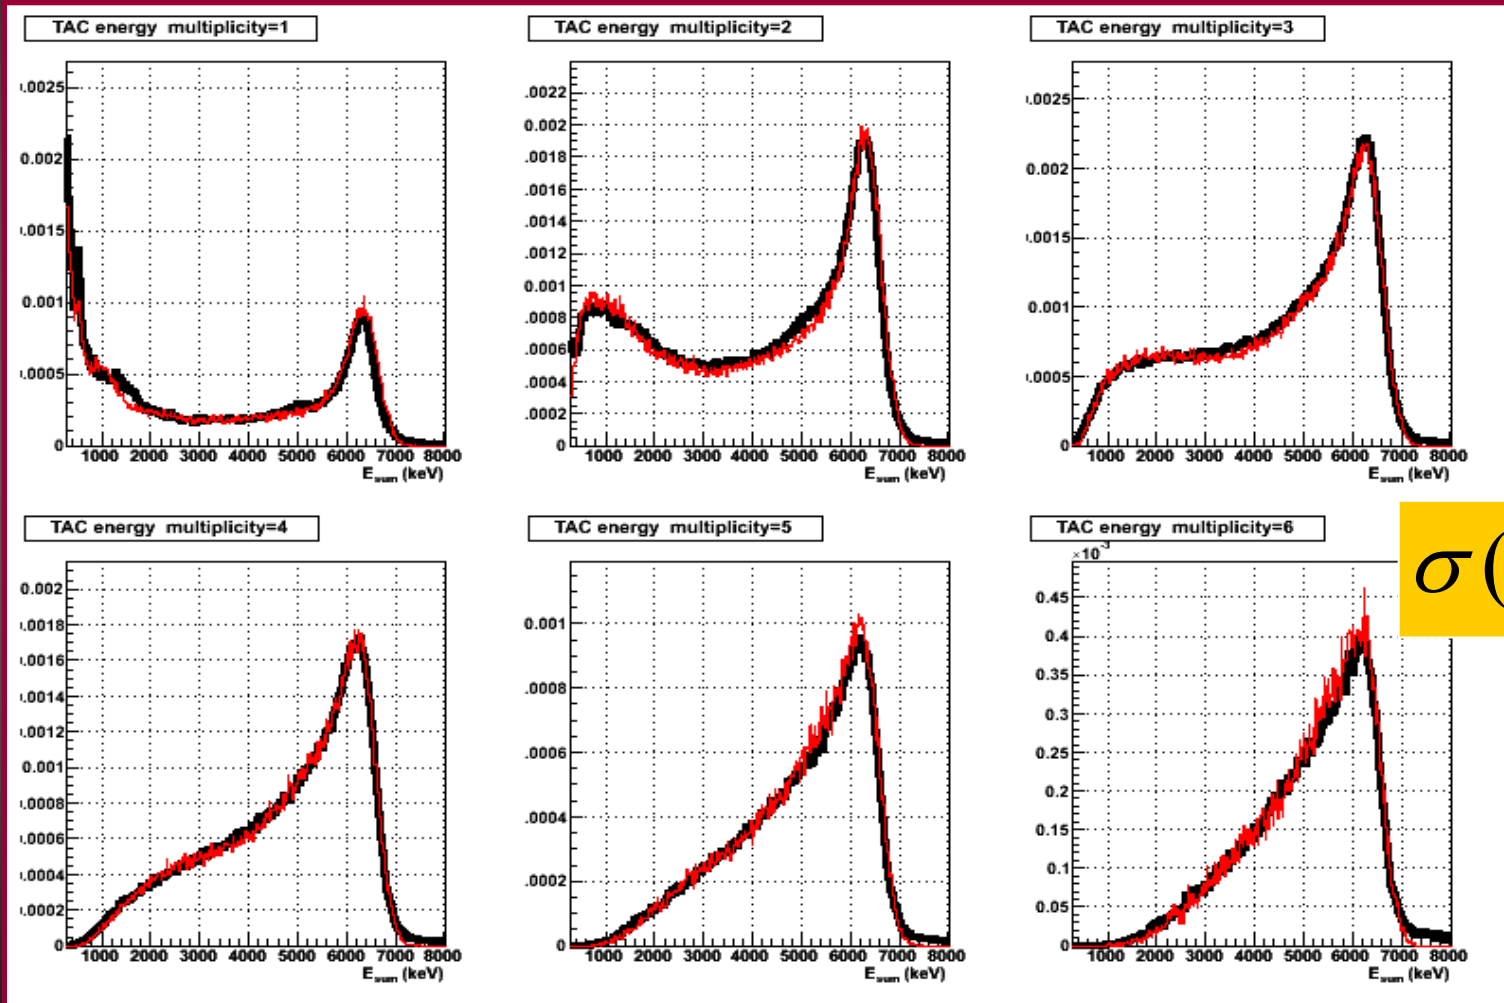 TAC energy multiplicity=1
.0025
0.002
.0015
0.001
.0005
0
1000 2000 3000 4000 5000 6000 7000 8000
E_sum (keV)
TAC energy multiplicity=2
.0022
0.002
.0018
.0016
.0014
.0012
0.001
.0008
.0006
.0004
.0002
0
1000 2000 3000 4000 5000 6000 7000 8000
E_sum (keV)
TAC energy multiplicity=3
.0025
0.002
.0015
0.001
.0005
0
1000 2000 3000 4000 5000 6000 7000 8000
E_sum (keV)
TAC energy multiplicity=4
0.002
.0018
.0016
.0014
.0012
0.001
.0008
.0006
.0004
.0002
0
1000 2000 3000 4000 5000 6000 7000 8000
E_sum (keV)
TAC energy multiplicity=5
0.001
.0008
.0006
.0004
.0002
0
1000 2000 3000 4000 5000 6000 7000 8000
E_sum (keV)
TAC energy multiplicity=6
×10⁻³
0.45
0.4
0.35
0.3
0.25
0.2
0.15
0.1
0.05
0
1000 2000 3000 4000 5000 6000 7000 8000
E_sum (keV)
σ (